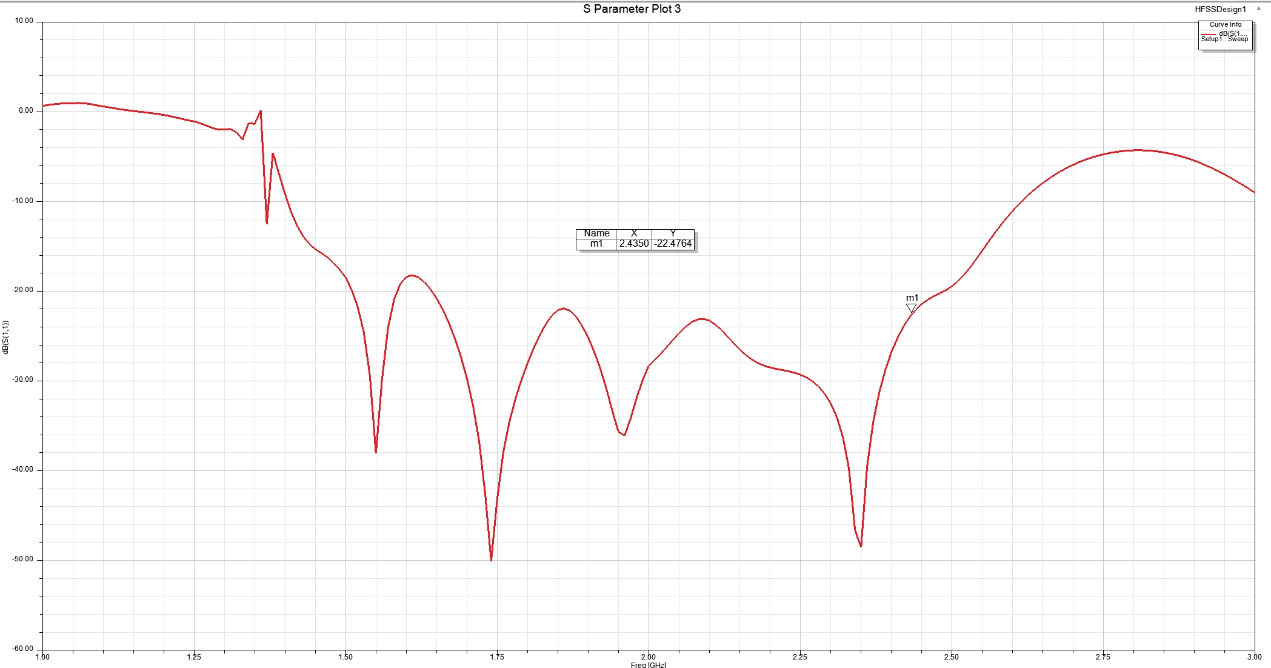 S Parameter Plot 3
HFSSDesign1
Curve Info
dB(S(1,...
Setup1 : Sweep
10.00
0.00
-10.00
-20.00
-30.00
-40.00
-50.00
-60.00
dB(S(1,1))
Name X Y
m1 2.4350 -22.4764
m1
1.00 1.25 1.50 1.75 2.00 2.25 2.50 2.75 3.00
Freq [GHz]